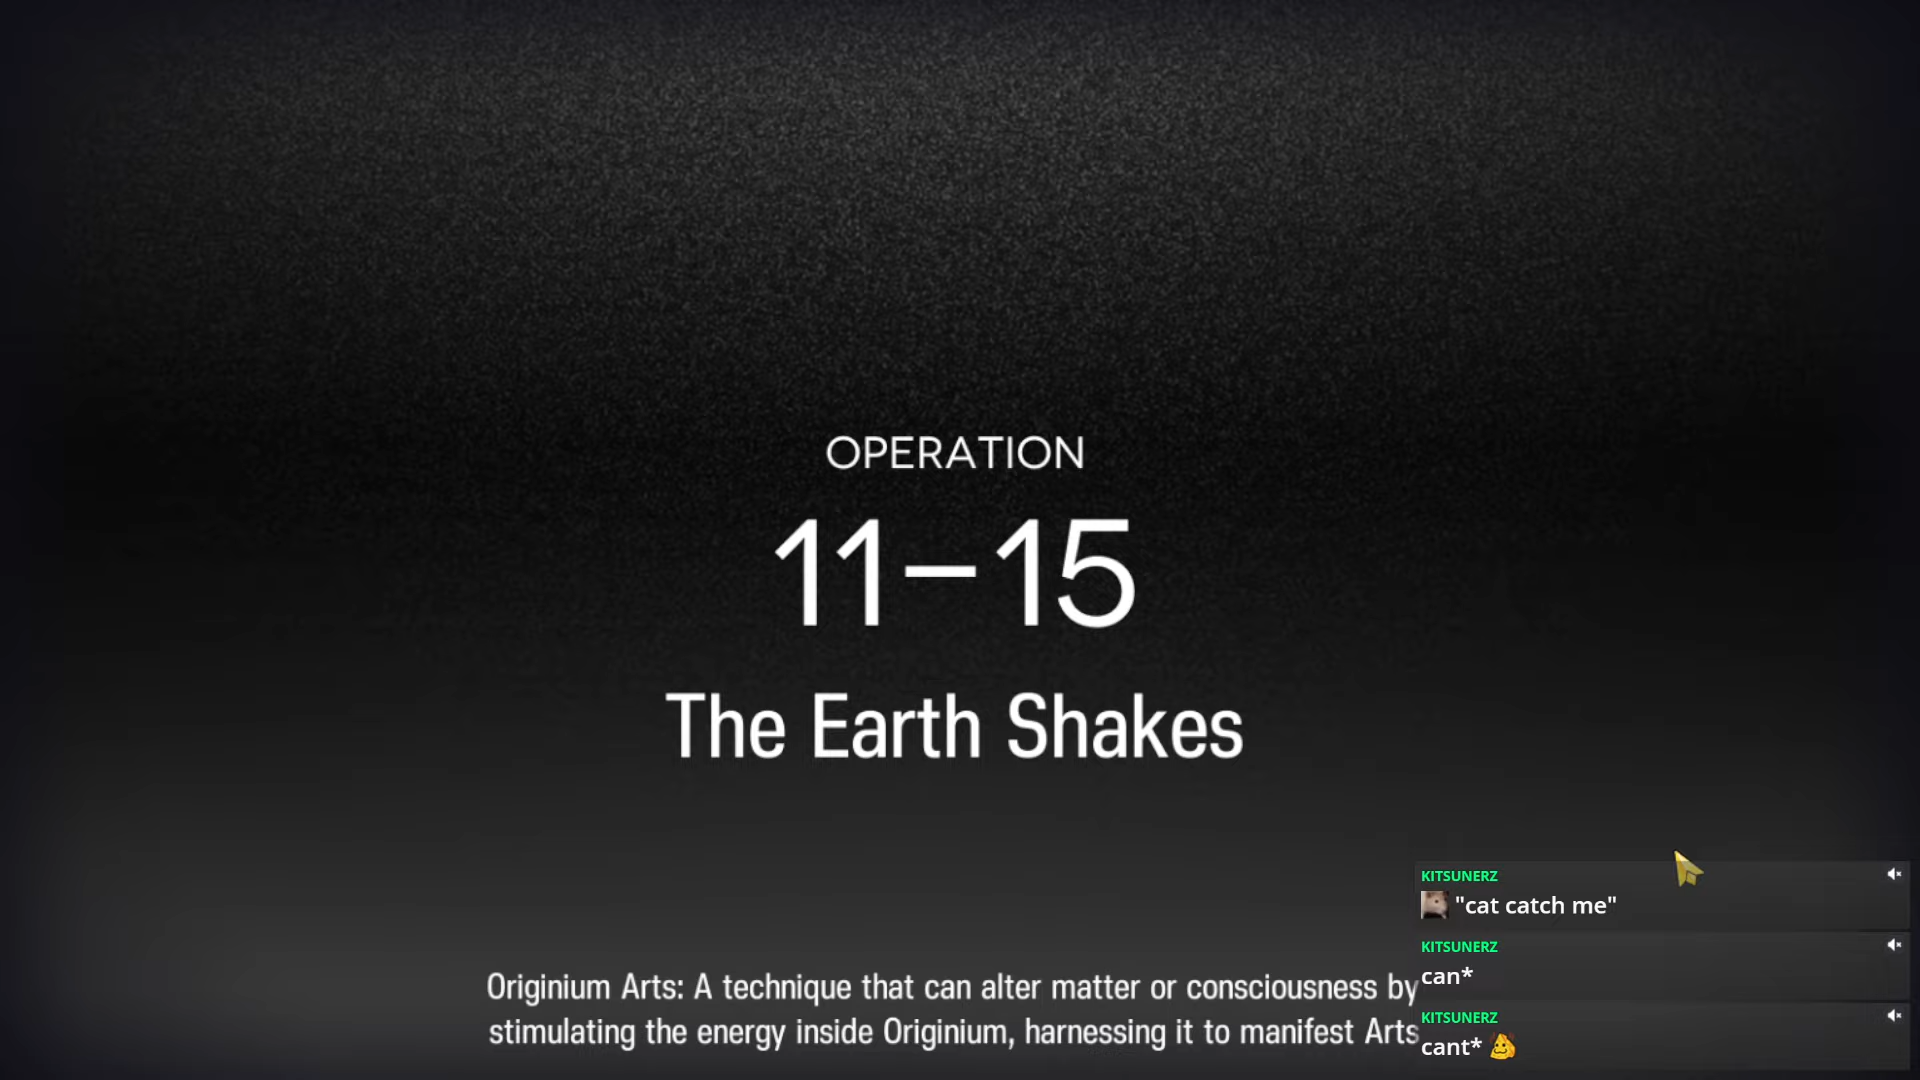 OPERATION
11-15
The Earth Shakes
Originium Arts: A technique that can alter matter or consciousness by
stimulating the energy inside Originium, harnessing it to manifest Arts
KITSUNERZ
"cat catch me"
KITSUNERZ
can*
KITSUNERZ
cant*